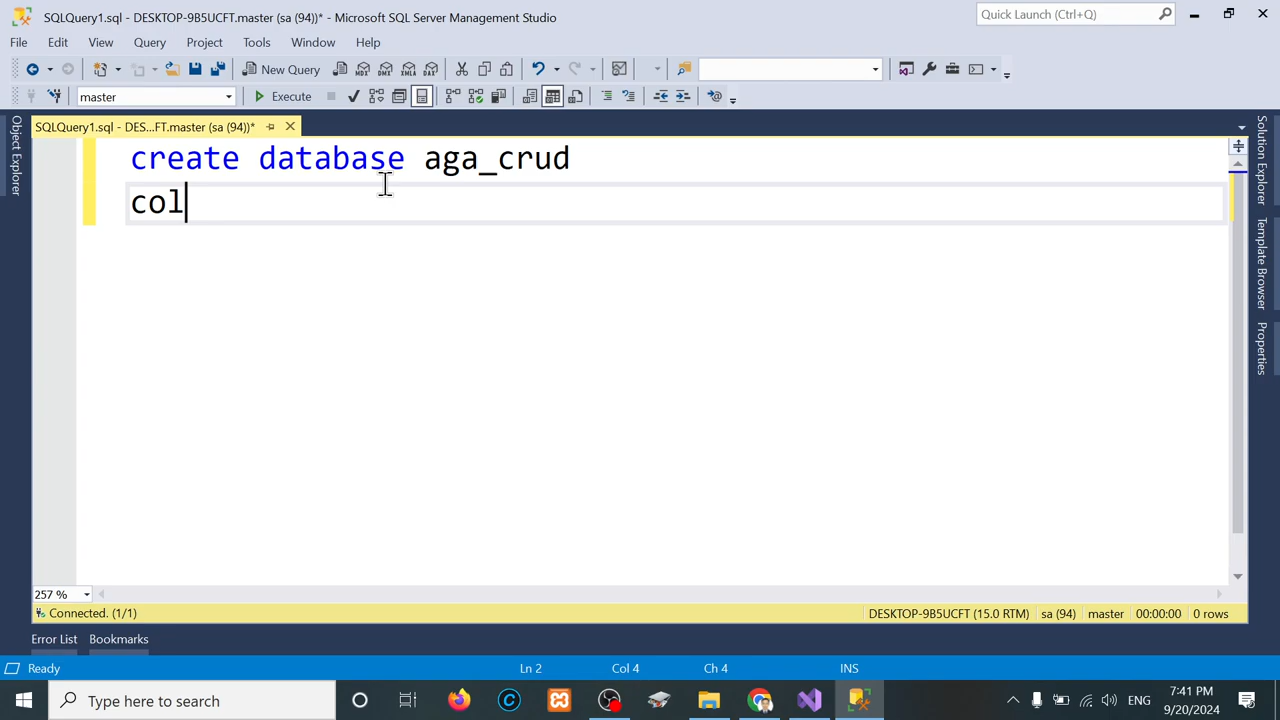 SQLQuery1.sql - DESKTOP-9B5UCFT.master (sa (94))* - Microsoft SQL Server Management Studio
Quick Launch (Ctrl+Q)
File Edit View Query Project Tools Window Help
New Query
MDX DMX XMLA DAX
master
Execute
SQLQuery1.sql - DES...FT.master (sa (94))*
Object Explorer
create database aga_crud
col
Solution Explorer
Template Browser
Properties
257 %
Connected. (1/1)
DESKTOP-9B5UCFT (15.0 RTM) sa (94) master 00:00:00 0 rows
Error List Bookmarks
Ready Ln 2 Col 4 Ch 4 INS
Type here to search
ENG
7:41 PM
9/20/2024